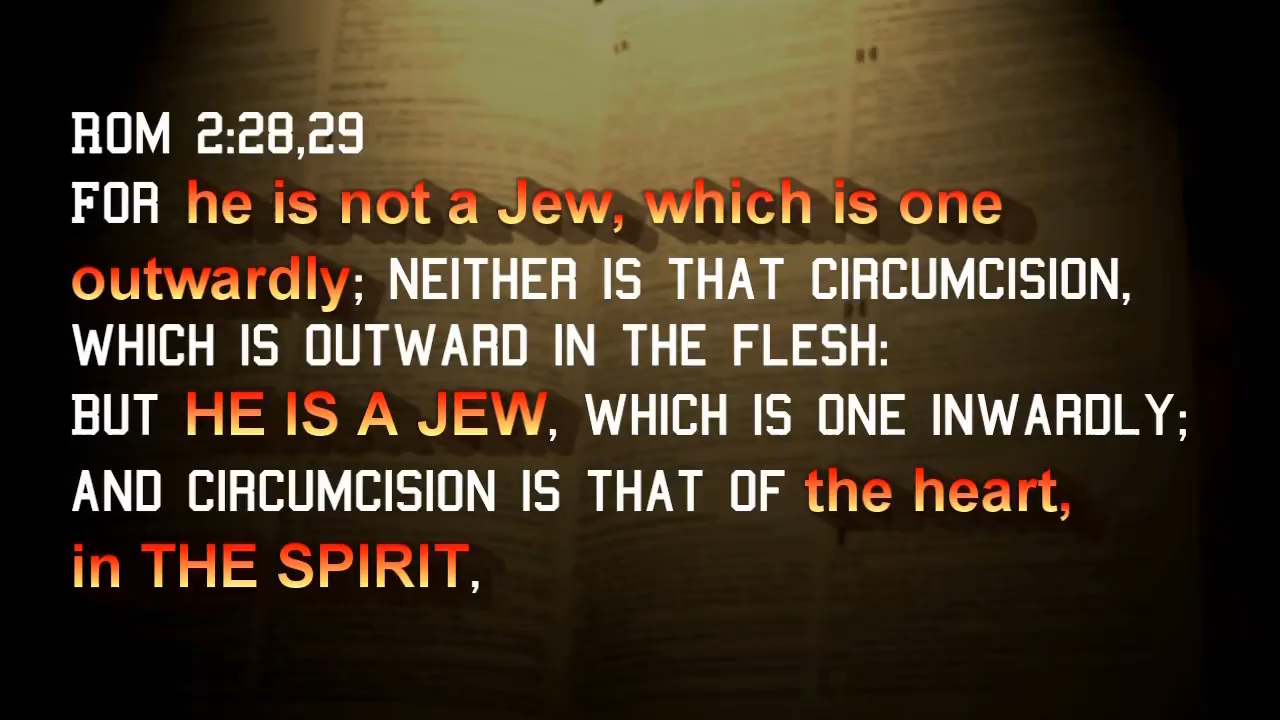 ROM 2:28,29
FOR he is not a Jew, which is one
outwardly; NEITHER IS THAT CIRCUMCISION,
WHICH IS OUTWARD IN THE FLESH:
BUT HE IS A JEW, WHICH IS ONE INWARDLY;
AND CIRCUMCISION IS THAT OF the heart,
in THE SPIRIT,